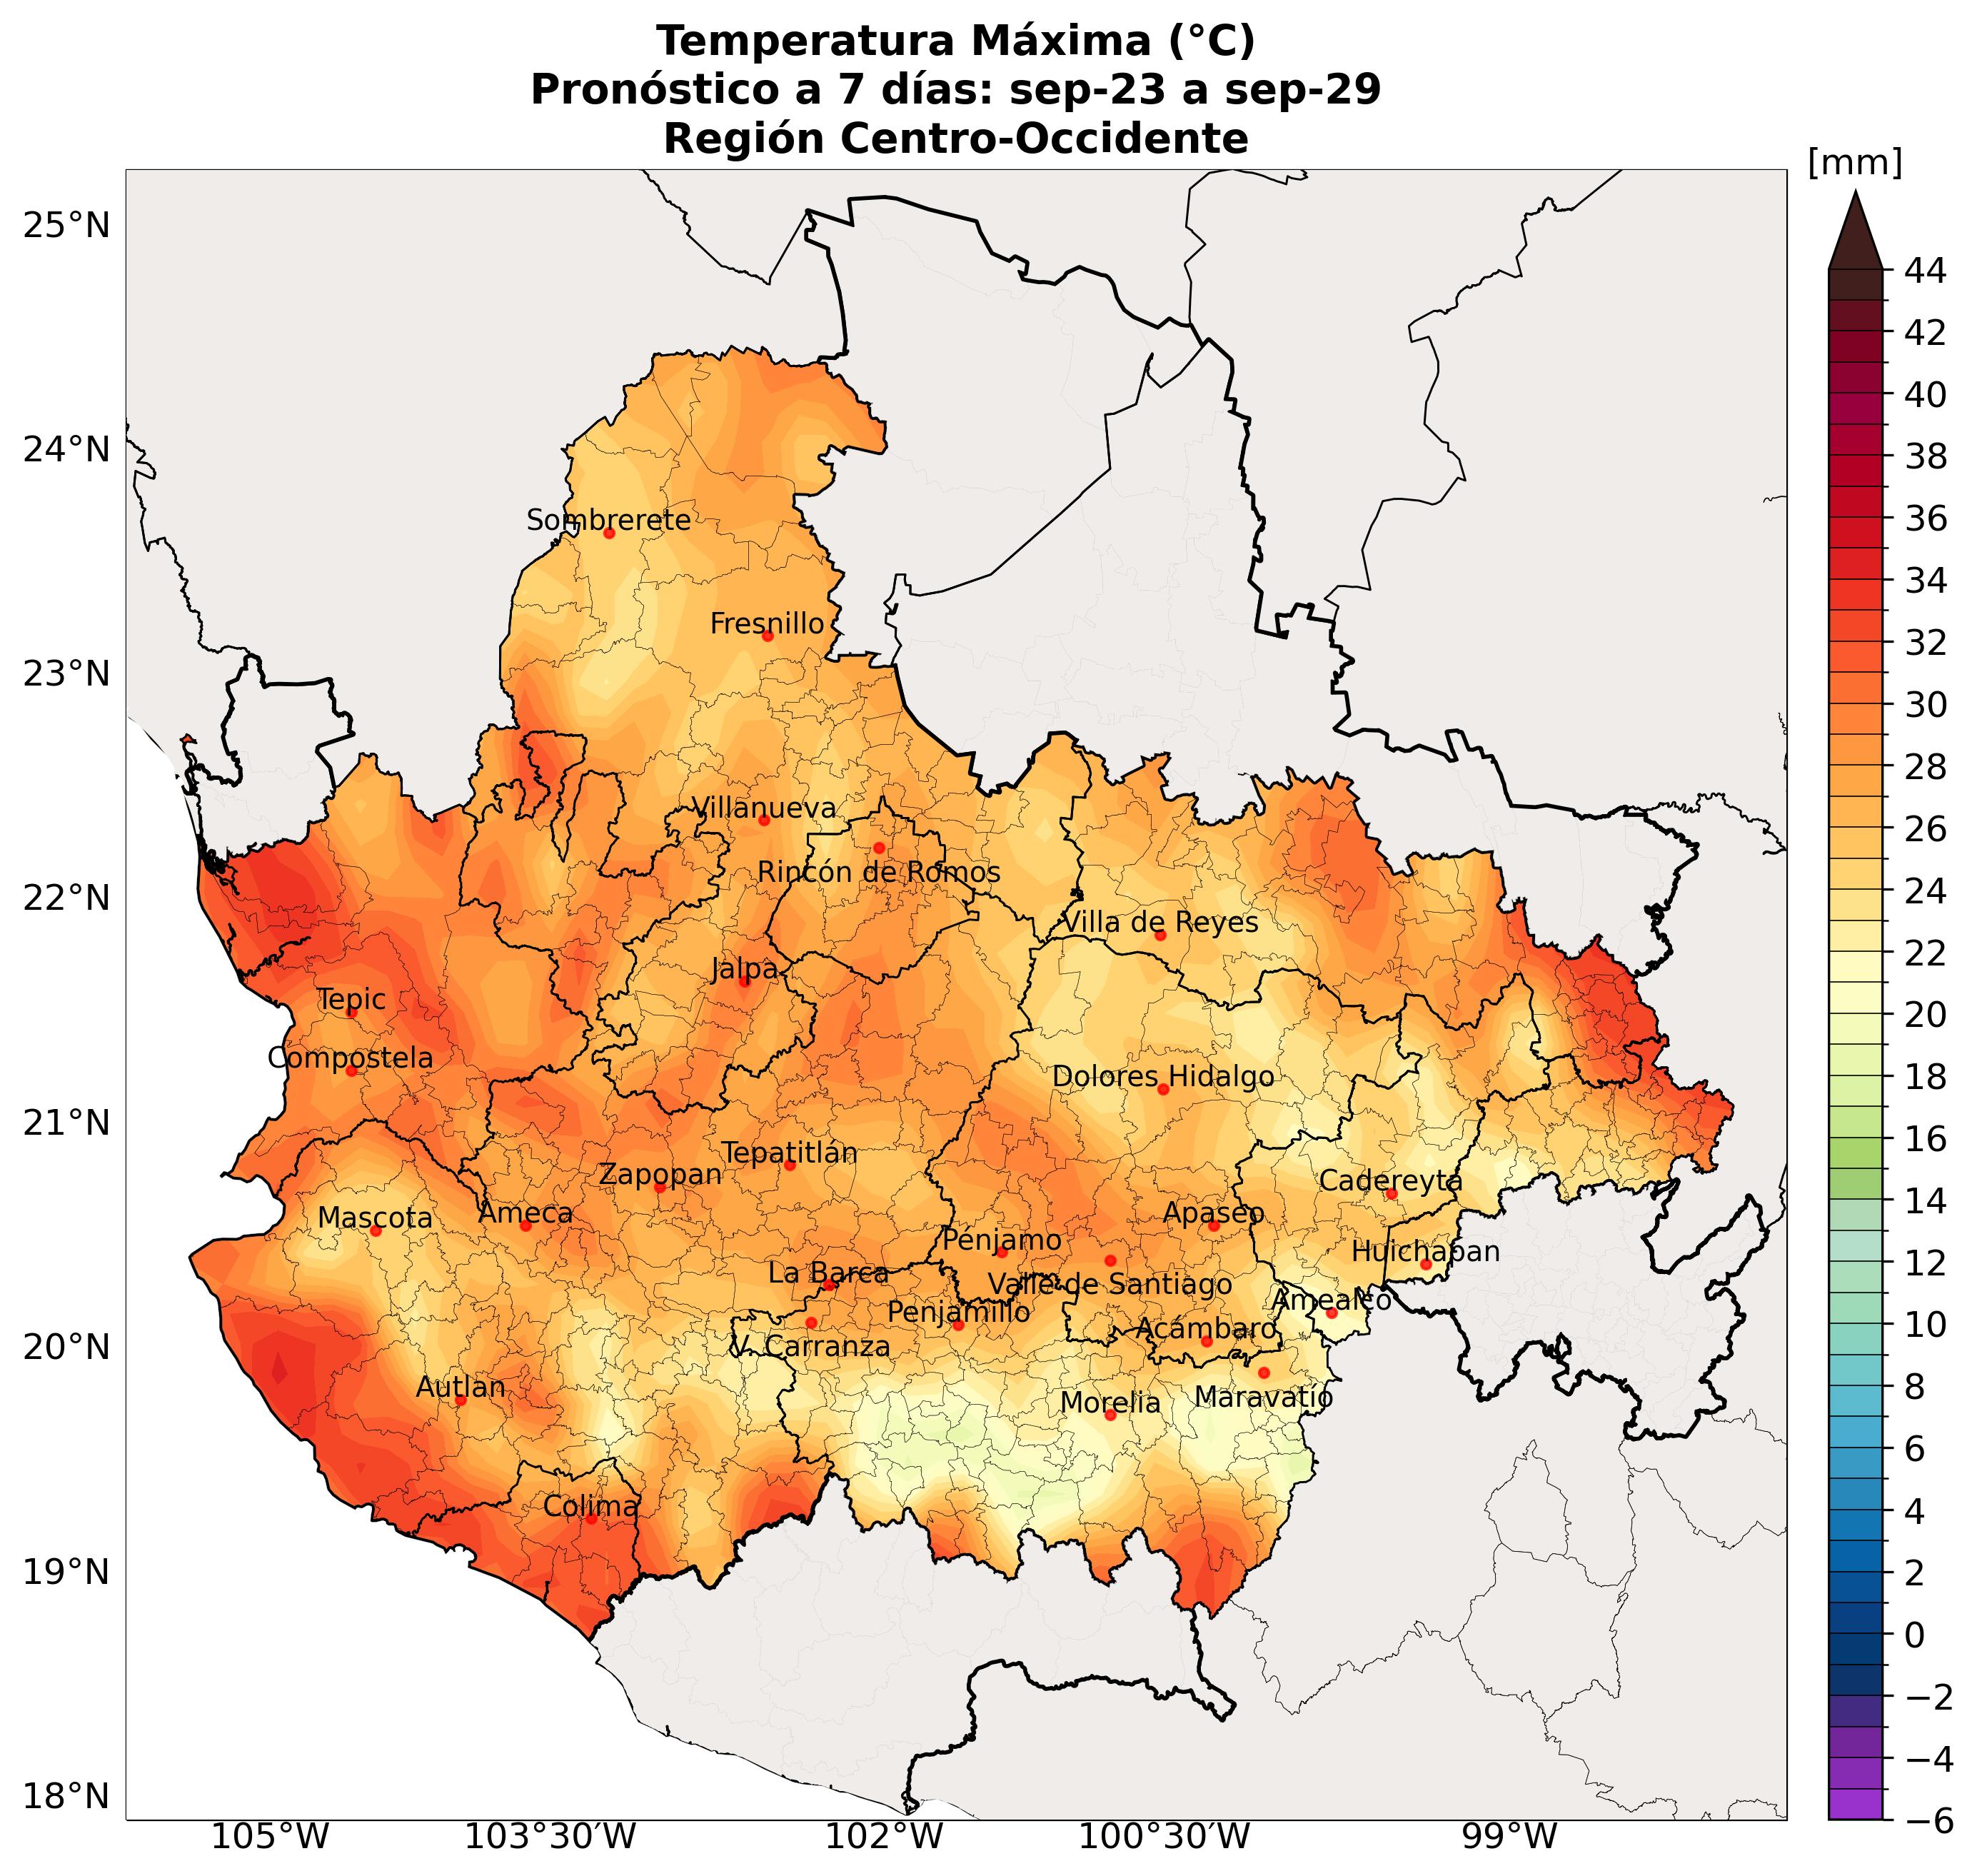 Temperatura Máxima (°C)
Pronóstico a 7 días: sep-23 a sep-29
Región Centro-Occidente
[mm]
25°N
24°N
23°N
22°N
21°N
20°N
19°N
18°N
Sombrerete
Fresnillo
Villanueva
Rincón de Romos
Villa de Reyes
Jalpa
Tepic
Compostela
Dolores Hidalgo
Tepatitlán
Zapopan
Cadereyta
Mascota
Ameca
Apaseo
Pénjamo
Huichapan
La Barca
Valle de Santiago
Amealco
Penjamillo
Acámbaro
V. Carranza
Autlan
Morelia
Maravatío
Colima
105°W
103°30′W
102°W
100°30′W
99°W
44
42
40
38
36
34
32
30
28
26
24
22
20
18
16
14
12
10
8
6
4
2
0
−2
−4
−6